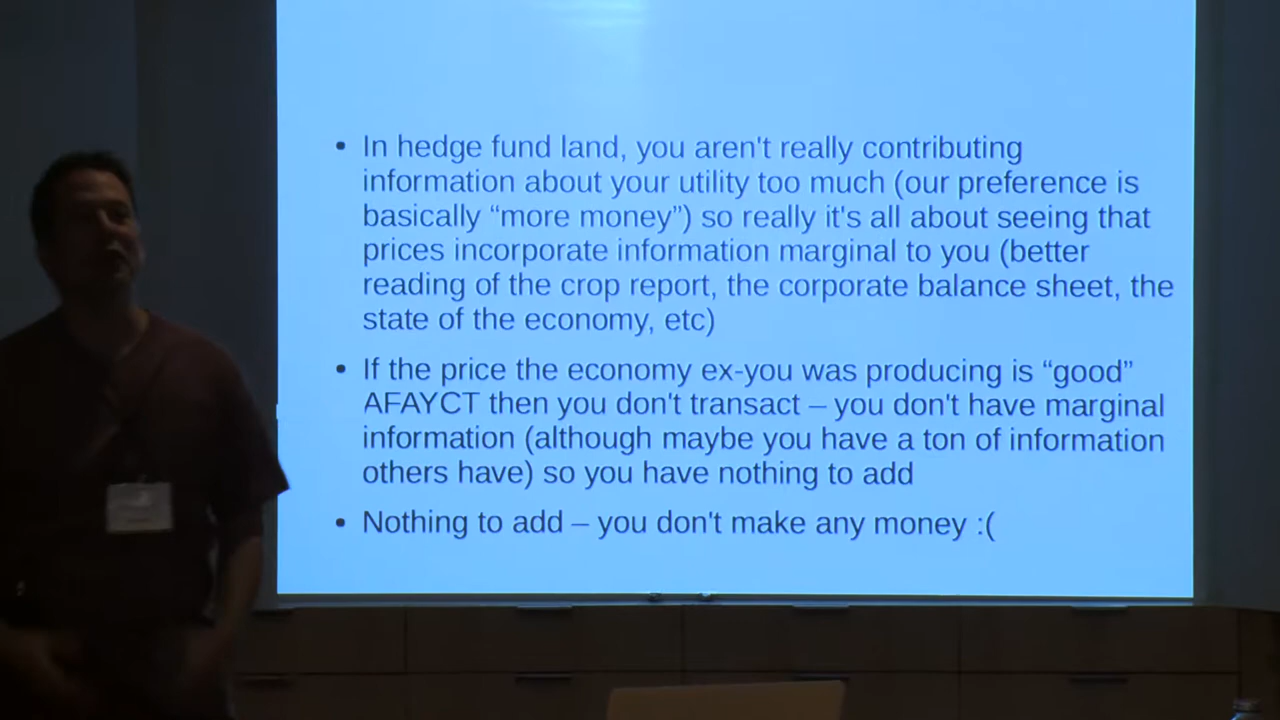 • In hedge fund land, you aren't really contributing
information about your utility too much (our preference is
basically “more money”) so really it's all about seeing that
prices incorporate information marginal to you (better
reading of the crop report, the corporate balance sheet, the
state of the economy, etc)
• If the price the economy ex-you was producing is “good”
AFAYCT then you don't transact – you don't have marginal
information (although maybe you have a ton of information
others have) so you have nothing to add
• Nothing to add – you don't make any money :(